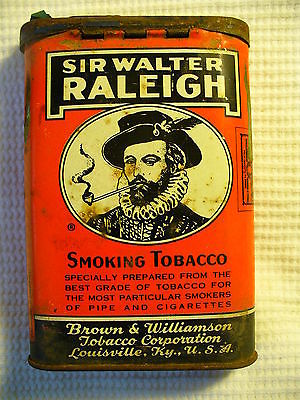 SIR WALTER
RALEIGH
®
SMOKING TOBACCO
SPECIALLY PREPARED FROM THE
BEST GRADE OF TOBACCO FOR
THE MOST PARTICULAR SMOKERS
OF PIPE AND CIGARETTES
Brown & Williamson
Tobacco Corporation
Louisville, Ky., U. S. A.